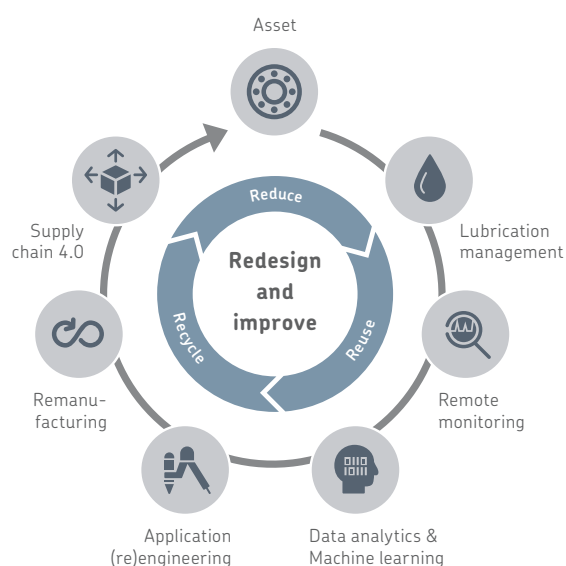 Asset
Reduce
Lubrication
management
Supply
chain 4.0
Redesign
and
improve
Recycle
Reuse
Remanu-
facturing
Remote
monitoring
Application
(re)engineering
Data analytics &
Machine learning